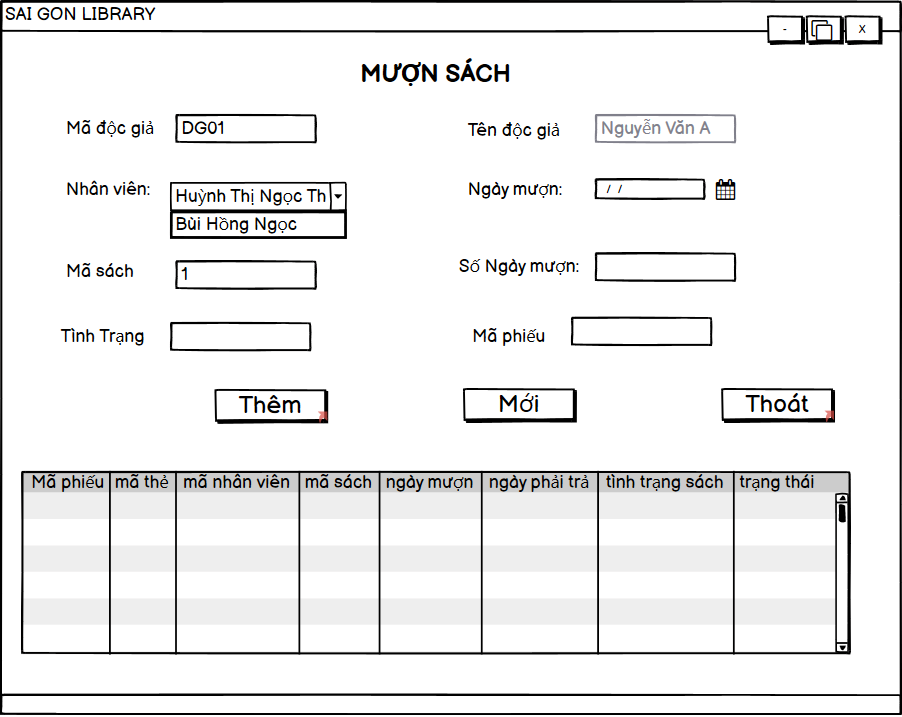 SAI GON LIBRARY
- X
MƯỢN SÁCH
Mã độc giả DG01 Tên độc giả Nguyễn Văn A
Nhân viên: Huỳnh Thị Ngọc Th Ngày mượn: / /
Bùi Hồng Ngọc
Mã sách 1 Số Ngày mượn:
Tình Trạng Mã phiếu
Thêm Mới Thoát
Mã phiếu mã thẻ mã nhân viên mã sách ngày mượn ngày phải trả tình trạng sách trạng thái